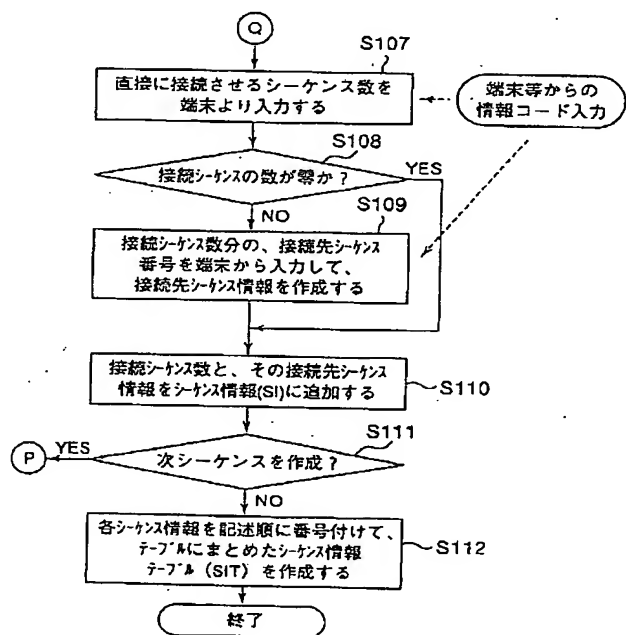 Q
S107
直接に接続させるシーケンス数を
端末より入力する
端末等からの
情報コード入力
S108
接続シーケンスの数が零か？
YES
NO
S109
接続シーケンス数分の、接続先シーケンス
番号を端末から入力して、
接続先シーケンス情報を作成する
接続シーケンス数と、その接続先シーケンス
情報をシーケンス情報(SI)に追加する
S110
S111
P
YES
次シーケンスを作成？
NO
各シーケンス情報を記述順に番号付けて、
テーブルにまとめたシーケンス情報
テーブル（SIT）を作成する
S112
終了